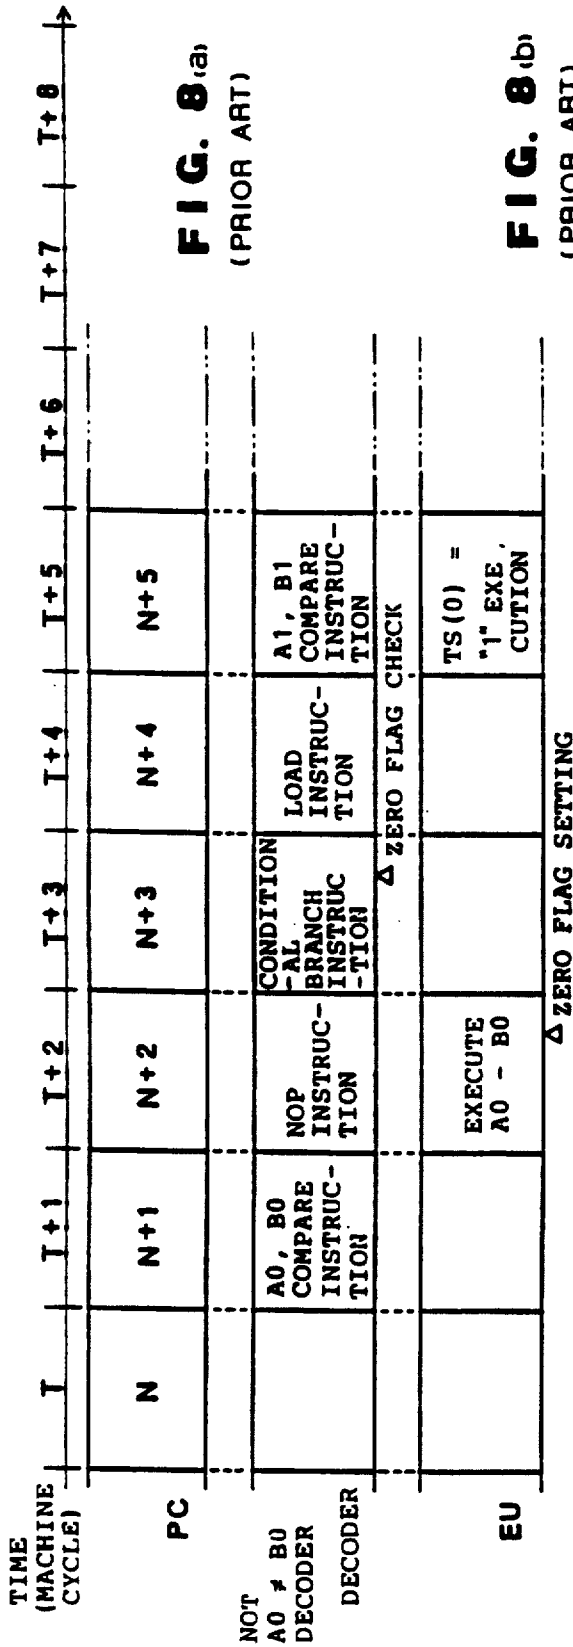 TIME
(MACHINE
CYCLE)
T
T+1
T+2
T+3
T+4
T+5
T+6
T+7
T+8
PC
N
N+1
N+2
N+3
N+4
N+5
FIG. 8(a)
(PRIOR ART)
NOT
A0 ≠ B0
DECODER
DECODER
A0, B0
COMPARE
INSTRUC-
TION
NOP
INSTRUC-
TION
CONDITION
-AL
BRANCH
INSTRUC
-TION
LOAD
INSTRUC-
TION
A1, B1
COMPARE
INSTRUC-
TION
ZERO FLAG CHECK
EU
EXECUTE
A0 - B0
TS(0) =
"1" EXE
CUTION
ZERO FLAG SETTING
FIG. 8(b)
(PRIOR ART)